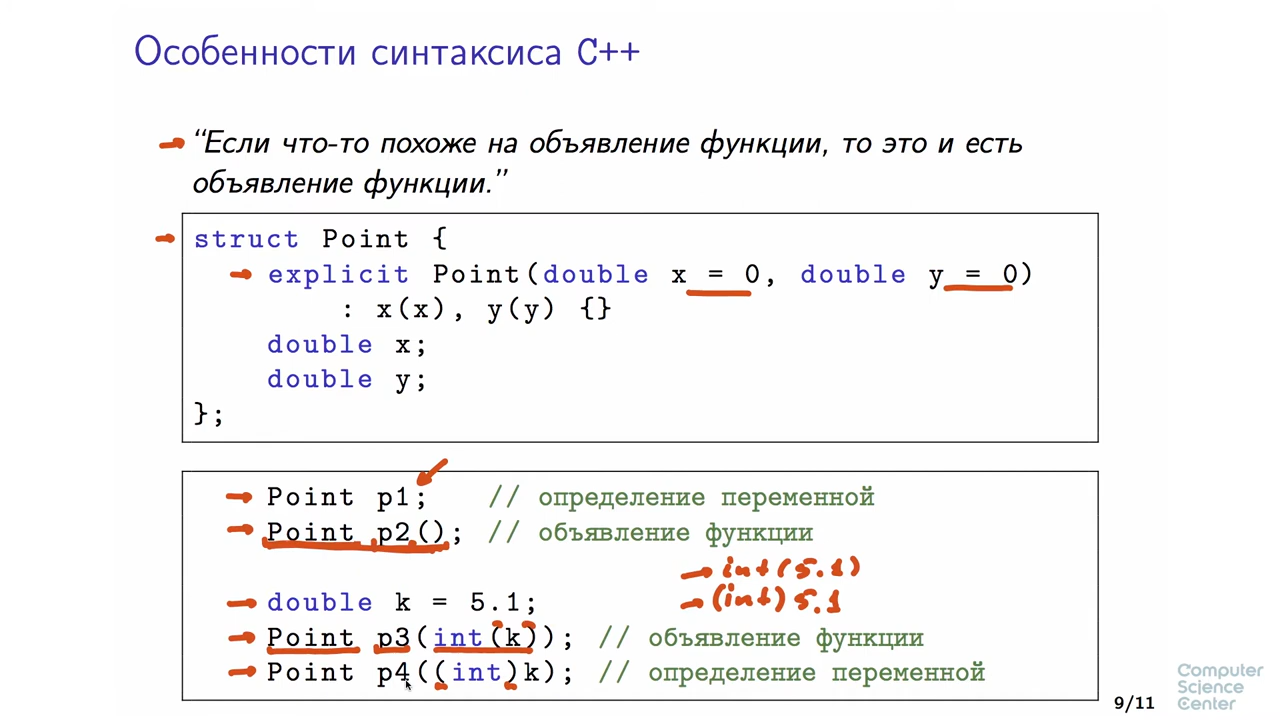 Особенности синтаксиса C++
“Если что-то похоже на объявление функции, то это и есть
объявление функции.”
struct Point {
explicit Point(double x = 0, double y = 0)
: x(x), y(y) {}
double x;
double y;
};
Point p1; // определение переменной
Point p2(); // объявление функции
int(5.1)
double k = 5.1; (int)5.1
Point p3(int(k)); // объявление функции
Point p4((int)k); // определение переменной
Computer
Science
Center
9/11